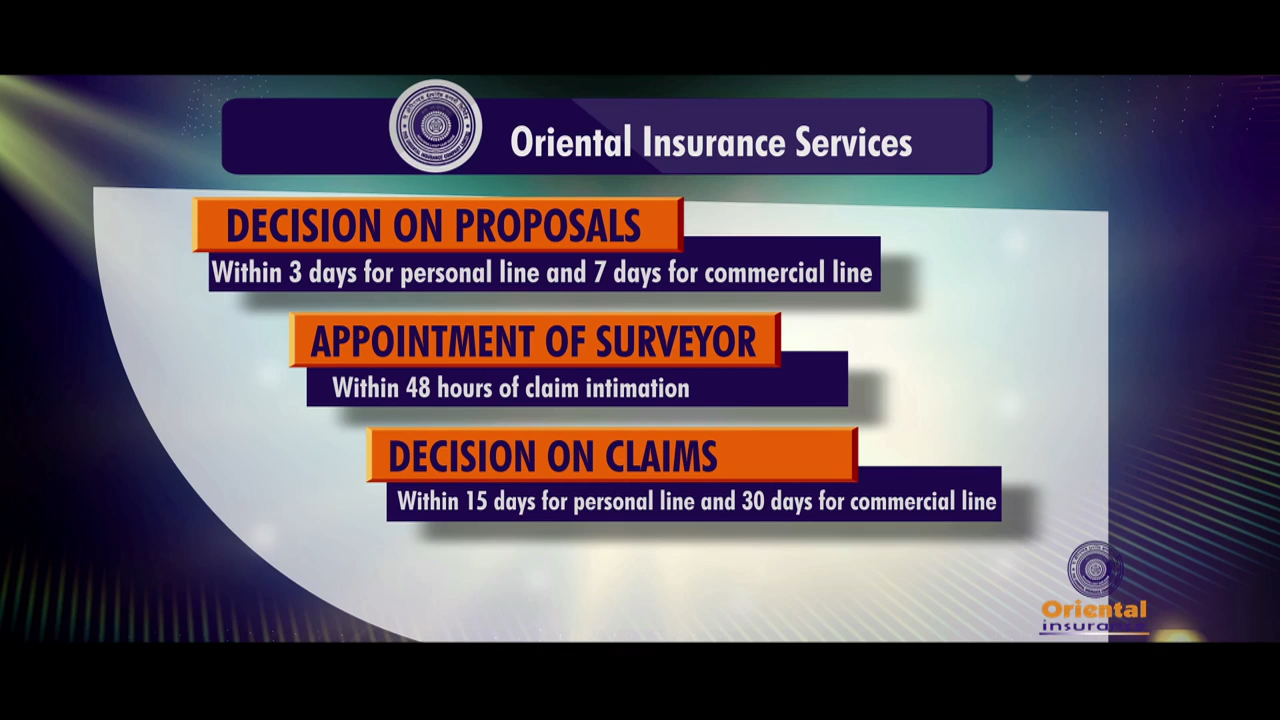 Oriental Insurance Services
DECISION ON PROPOSALS
Within 3 days for personal line and 7 days for commercial line
APPOINTMENT OF SURVEYOR
Within 48 hours of claim intimation
DECISION ON CLAIMS
Within 15 days for personal line and 30 days for commercial line
Oriental
insurance